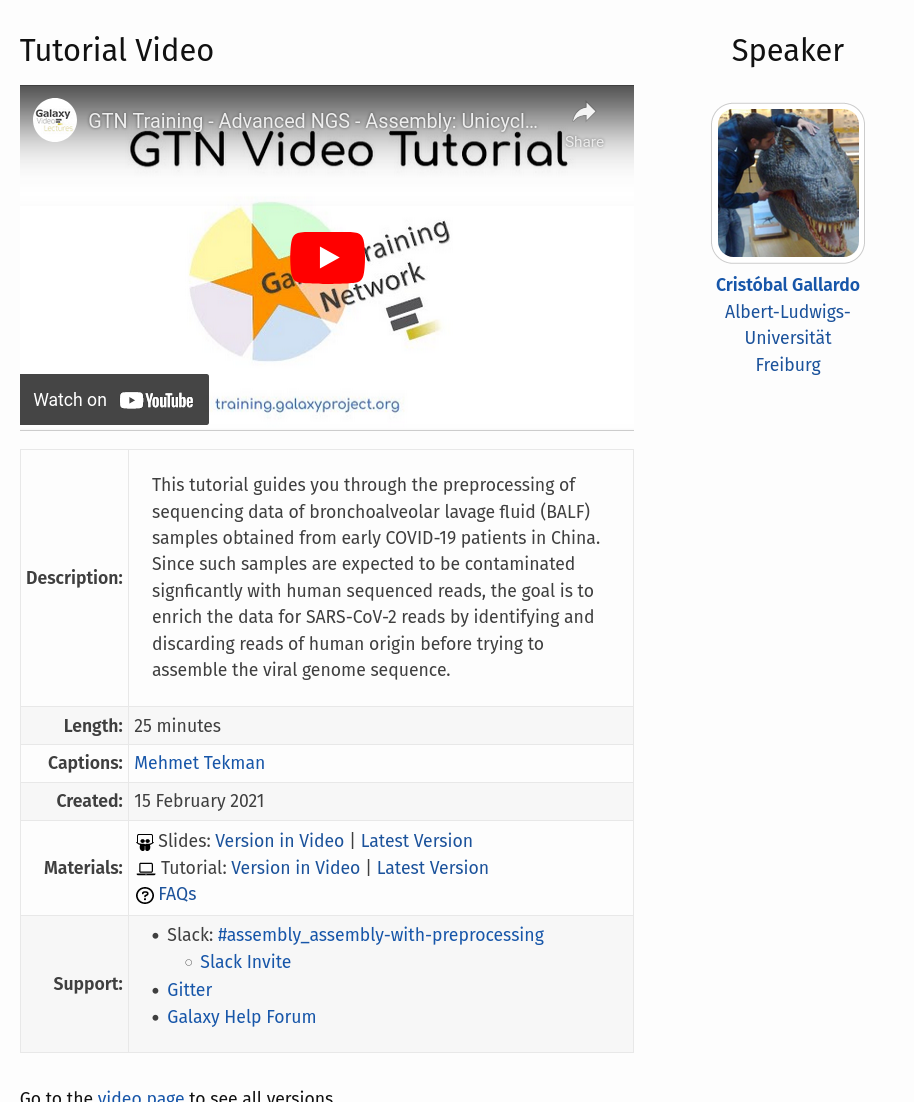 Tutorial Video
Galaxy
Video
Lectures
GTN Training - Advanced NGS - Assembly: Unicycl...
Share
GTN Video Tutorial
Ga
raining
Network
Watch on YouTube
training.galaxyproject.org
Speaker
Cristóbal Gallardo
Albert-Ludwigs-
Universität
Freiburg
Description:
This tutorial guides you through the preprocessing of
sequencing data of bronchoalveolar lavage fluid (BALF)
samples obtained from early COVID-19 patients in China.
Since such samples are expected to be contaminated
signficantly with human sequenced reads, the goal is to
enrich the data for SARS-CoV-2 reads by identifying and
discarding reads of human origin before trying to
assemble the viral genome sequence.
Length: 25 minutes
Captions: Mehmet Tekman
Created: 15 February 2021
Materials:
Slides: Version in Video | Latest Version
Tutorial: Version in Video | Latest Version
FAQs
Support:
• Slack: #assembly_assembly-with-preprocessing
◦ Slack Invite
• Gitter
• Galaxy Help Forum
Go to the video page to see all versions